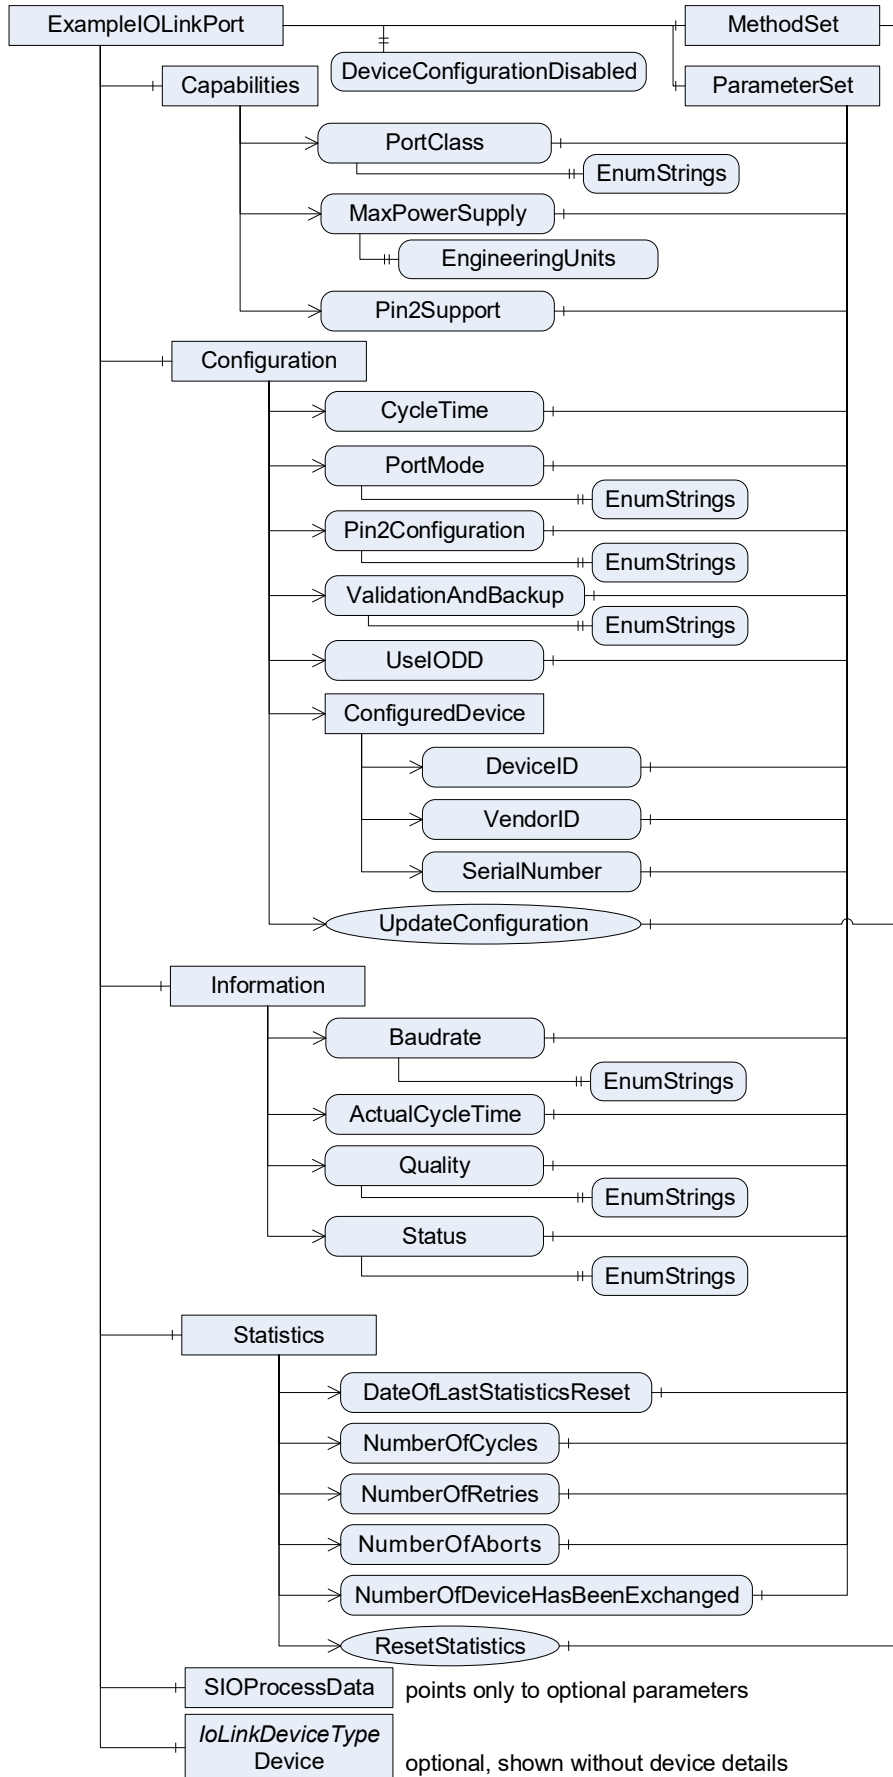 ExampleIOLinkPort
MethodSet
DeviceConfigurationDisabled
Capabilities
ParameterSet
PortClass
EnumStrings
MaxPowerSupply
EngineeringUnits
Pin2Support
Configuration
CycleTime
PortMode
EnumStrings
Pin2Configuration
EnumStrings
ValidationAndBackup
EnumStrings
UseIODD
ConfiguredDevice
DeviceID
VendorID
SerialNumber
UpdateConfiguration
Information
Baudrate
EnumStrings
ActualCycleTime
Quality
EnumStrings
Status
EnumStrings
Statistics
DateOfLastStatisticsReset
NumberOfCycles
NumberOfRetries
NumberOfAborts
NumberOfDeviceHasBeenExchanged
ResetStatistics
SIOProcessData
points only to optional parameters
IoLinkDeviceType
Device
optional, shown without device details